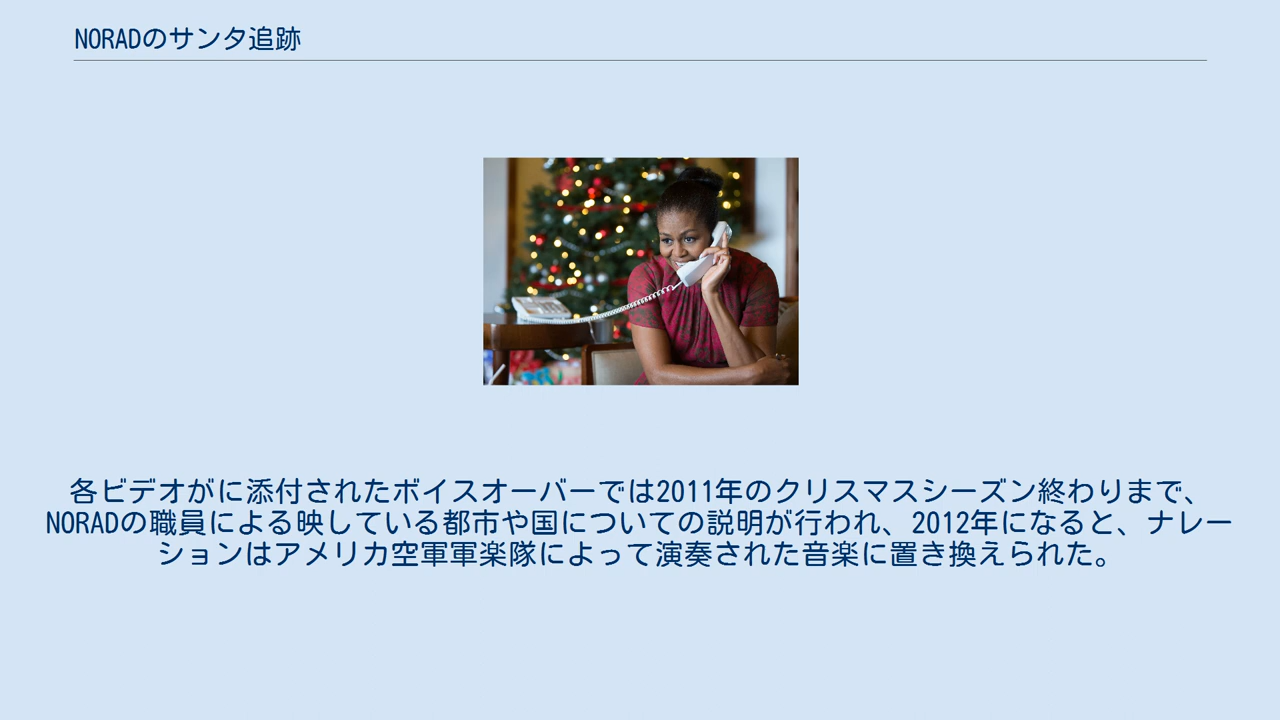 NORADのサンタ追跡
各ビデオがに添付されたボイスオーバーでは2011年のクリスマスシーズン終わりまで、
NORADの職員による映している都市や国についての説明が行われ、2012年になると、ナレー
ションはアメリカ空軍軍楽隊によって演奏された音楽に置き換えられた。